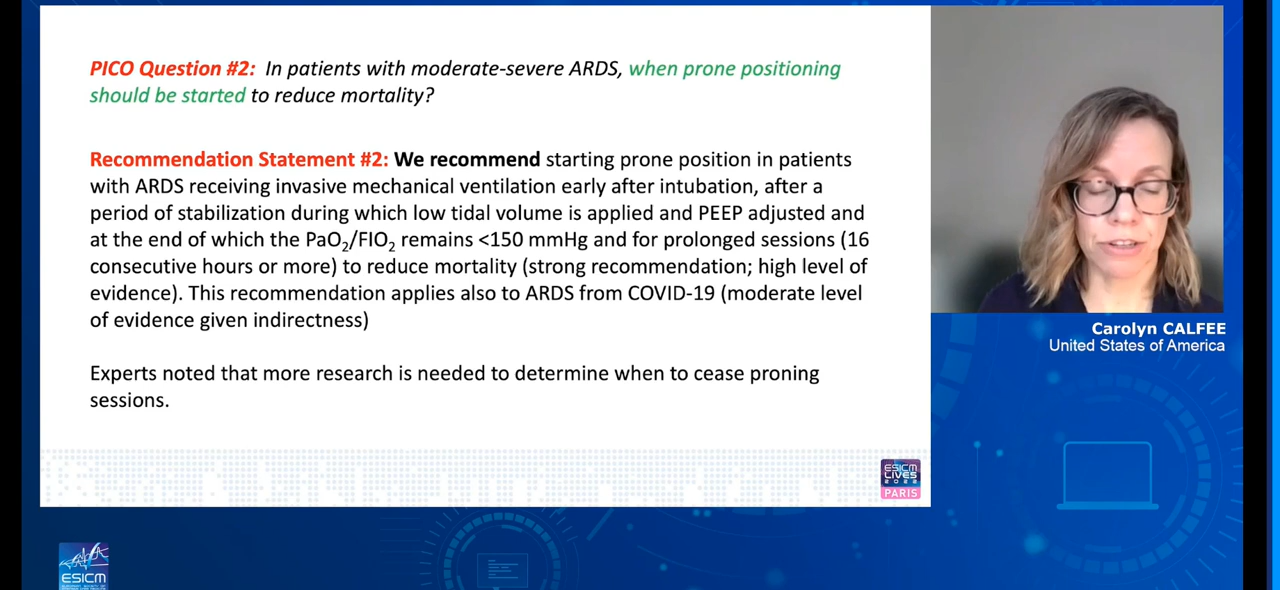 PICO Question #2: In patients with moderate-severe ARDS, when prone positioning
should be started to reduce mortality?
Recommendation Statement #2: We recommend starting prone position in patients
with ARDS receiving invasive mechanical ventilation early after intubation, after a
period of stabilization during which low tidal volume is applied and PEEP adjusted and
at the end of which the PaO₂/FIO₂ remains <150 mmHg and for prolonged sessions (16
consecutive hours or more) to reduce mortality (strong recommendation; high level of
evidence). This recommendation applies also to ARDS from COVID-19 (moderate level
of evidence given indirectness)
Experts noted that more research is needed to determine when to cease proning
sessions.
ESICM
LIVES
2022
PARIS
Carolyn CALFEE
United States of America
ESICM